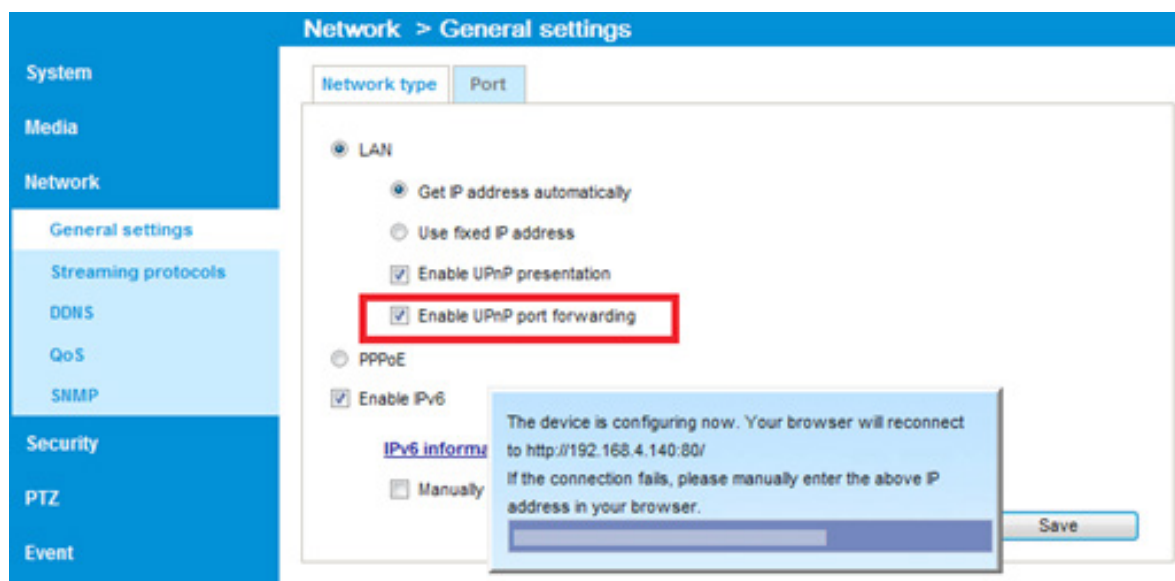 Network > General settings
System
Media
Network
General settings
Streaming protocols
DDNS
QoS
SNMP
Security
PTZ
Event
Network type
Port
LAN
Get IP address automatically
Use fixed IP address
Enable UPnP presentation
Enable UPnP port forwarding
PPPoE
Enable IPv6
IPv6 informa
Manually
The device is configuring now. Your browser will reconnect
to http://192.168.4.140:80/
If the connection fails, please manually enter the above IP
address in your browser.
Save